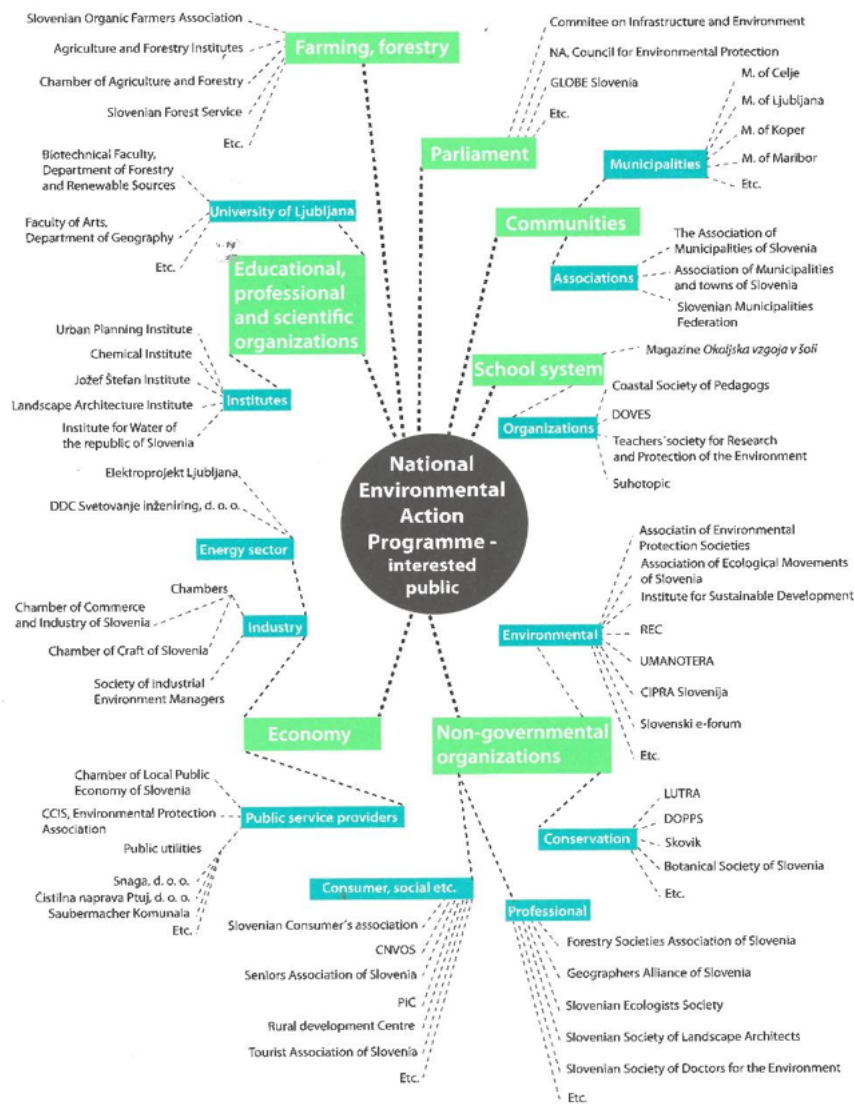 Slovenian Organic Farmers Association
Agriculture and Forestry Institutes
Chamber of Agriculture and Forestry
Slovenian Forest Service
Etc.
Farming, forestry
Commitee on Infrastructure and Environment
NA, Council for Environmental Protection
GLOBE Slovenia
Etc.
Parliament
M. of Celje
M. of Ljubljana
M. of Koper
M. of Maribor
Etc.
Municipalities
Communities
The Association of
Municipalities of Slovenia
Association of Municipalities
and towns of Slovenia
Slovenian Municipalities
Federation
Associations
Biotechnical Faculty,
Department of Forestry
and Renewable Sources
Faculty of Arts,
Department of Geography
Etc.
University of Ljubljana
Educational,
professional
and scientific
organizations
Urban Planning Institute
Chemical Institute
Jožef Štefan Institute
Landscape Architecture Institute
Institute for Water of
the republic of Slovenia
Institutes
School system
Magazine Okoljska vzgoja v šoli
Coastal Society of Pedagogs
DOVES
Teachers´society for Research
and Protection of the Environment
Suhotopic
Organizations
National
Environmental
Action
Programme -
interested
public
Elektroprojekt Ljubljana
DDC Svetovanje inženiring, d. o. o.
Energy sector
Chambers
Chamber of Commerce
and Industry of Slovenia
Chamber of Craft of Slovenia
Society of Industrial
Environment Managers
Industry
Economy
Chamber of Local Public
Economy of Slovenia
CCIS, Environmental Protection
Association
Public utilities
Snaga, d. o. o.
Čistilna naprava Ptuj, d. o. o.
Saubermacher Komunala
Etc.
Public service providers
Associatin of Environmental
Protection Societies
Association of Ecological Movements
of Slovenia
Institute for Sustainable Development
REC
UMANOTERA
CIPRA Slovenija
Slovenski e-forum
Etc.
Environmental
Non-governmental
organizations
LUTRA
DOPPS
Skovik
Botanical Society of Slovenia
Etc.
Conservation
Consumer, social etc.
Slovenian Consumer´s association
CNVOS
Seniors Association of Slovenia
PIC
Rural development Centre
Tourist Association of Slovenia
Etc.
Professional
Forestry Societies Association of Slovenia
Geographers Alliance of Slovenia
Slovenian Ecologists Society
Slovenian Society of Landscape Architects
Slovenian Society of Doctors for the Environment
Etc.